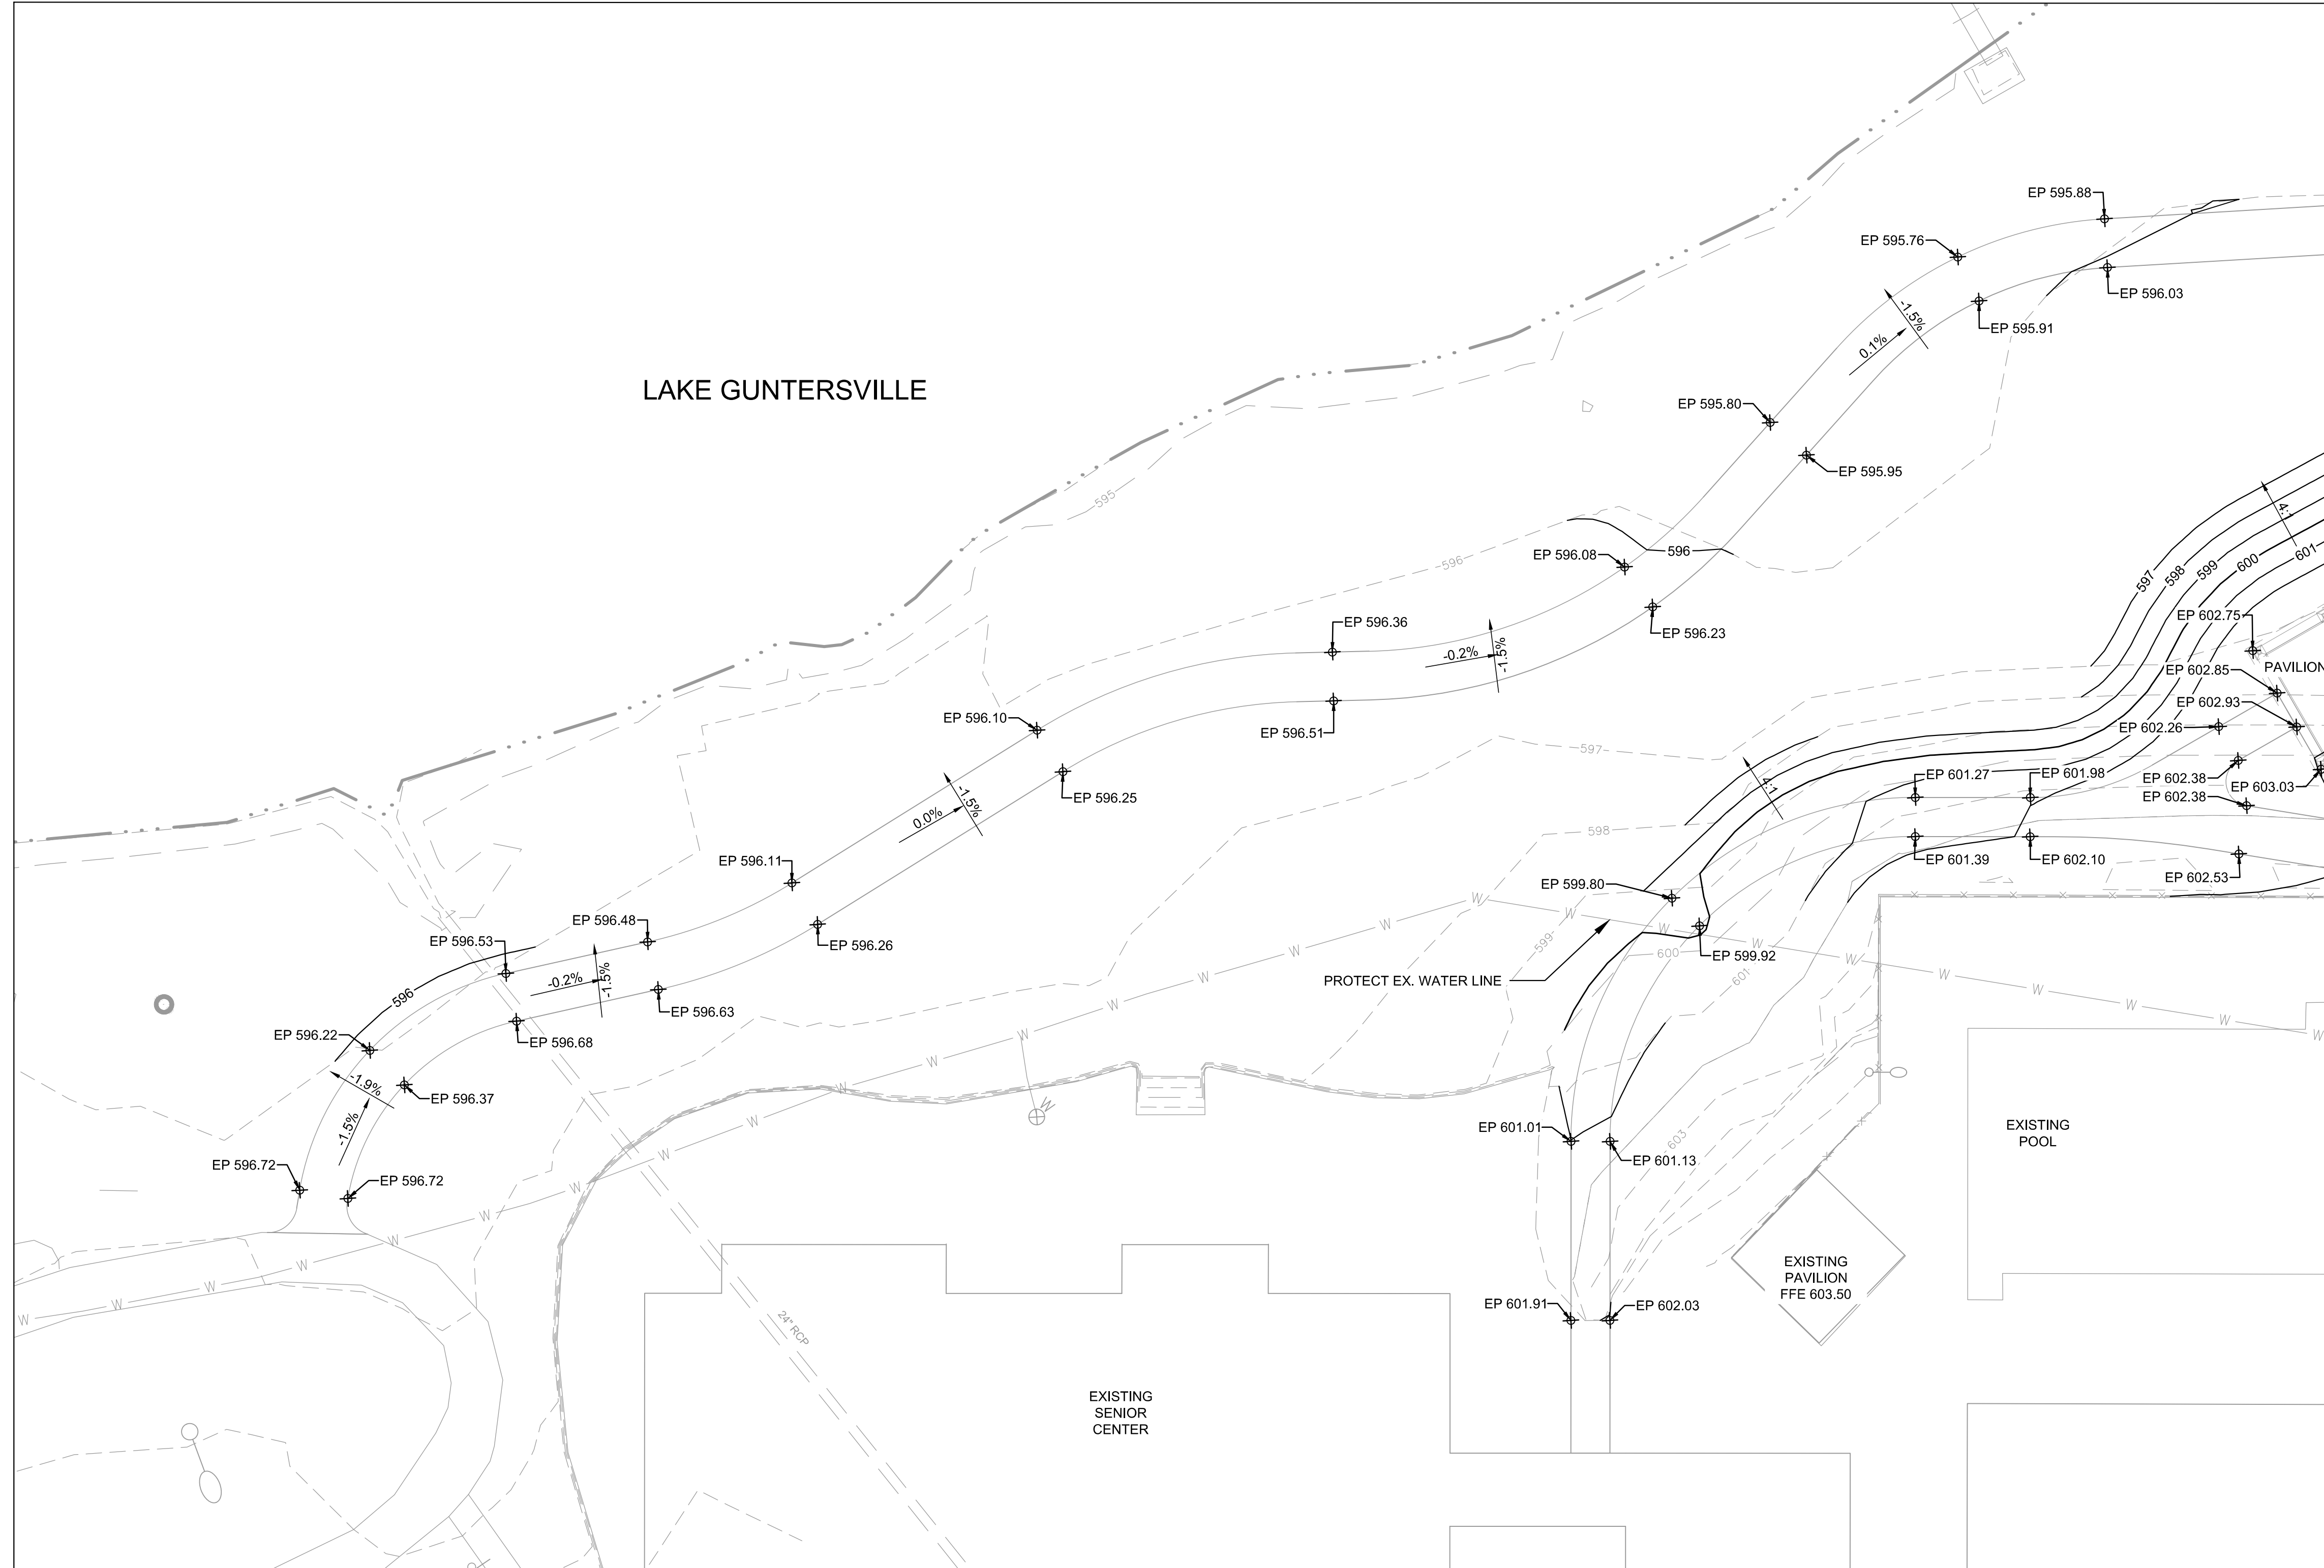 EP 595.88
EP 595.76
EP 596.03
EP 595.91
-1.5%
0.1%
LAKE GUNTERSVILLE
EP 595.80
EP 595.95
595
596
EP 596.08
596
597
598
599
600
601
EP 596.23
EP 602.75
EP 596.36
-0.2%
-1.5%
PAVILION
EP 602.85
EP 602.93
EP 602.26
EP 596.10
EP 596.51
597
4:1
EP 601.27
EP 601.98
EP 602.38
EP 603.03
EP 602.38
EP 596.25
-1.5%
0.0%
598
EP 596.11
EP 601.39
EP 602.10
EP 602.53
EP 599.80
W
W
W
W
W
W
W
W
W
W
EP 596.48
EP 596.53
EP 596.26
599
600
EP 599.92
601
PROTECT EX. WATER LINE
-0.2%
-1.5%
596
EP 596.63
W
W
W
W
W
EP 596.22
EP 596.68
-1.9%
EP 596.37
-1.5%
W
W
W
W
W
EXISTING
POOL
EP 601.01
603
EP 601.13
EP 596.72
EP 596.72
W
W
W
W
W
W
W
EXISTING
PAVILION
FFE 603.50
EP 601.91
EP 602.03
24" RCP
EXISTING
SENIOR
CENTER